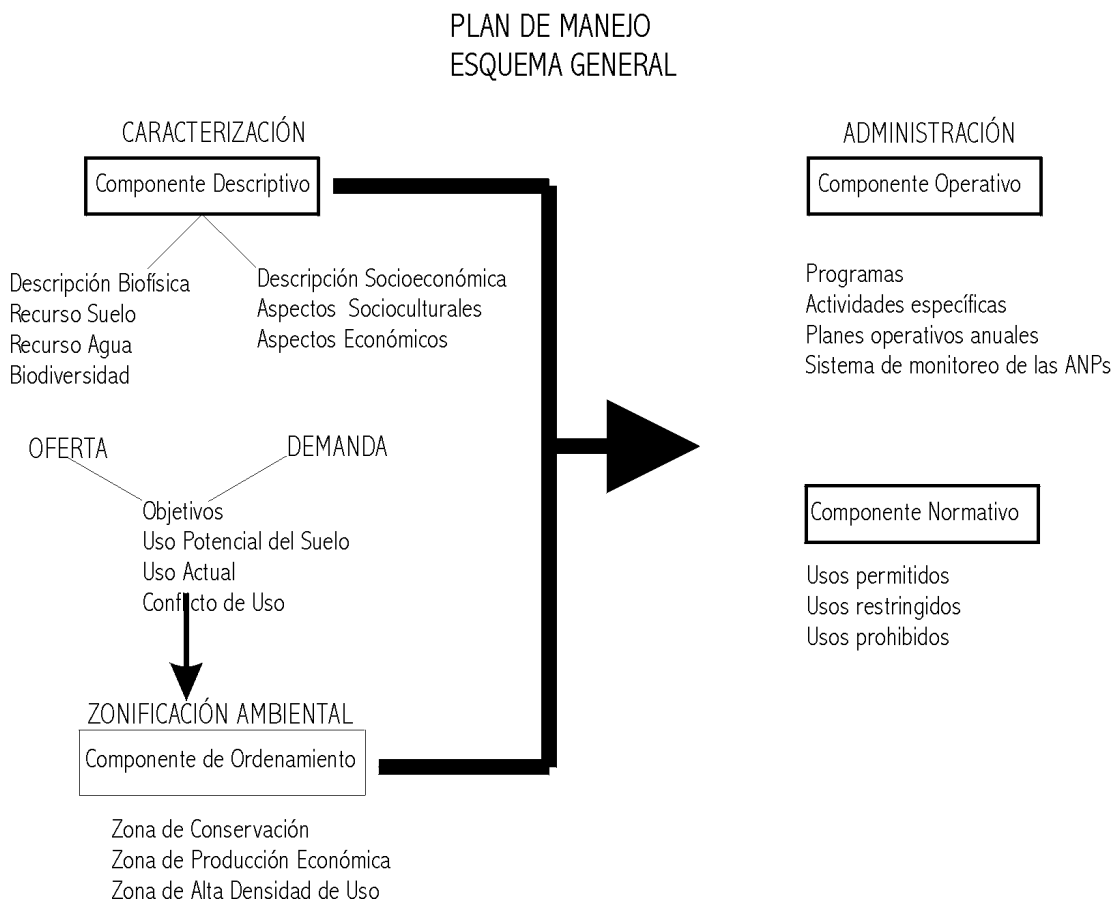 PLAN DE MANEJO
ESQUEMA GENERAL
CARACTERIZACIÓN
Componente Descriptivo
Descripción Biofísica
Recurso Suelo
Recurso Agua
Biodiversidad
Descripción Socioeconómica
Aspectos Socioculturales
Aspectos Económicos
OFERTA
DEMANDA
Objetivos
Uso Potencial del Suelo
Uso Actual
Conflicto de Uso
ZONIFICACIÓN AMBIENTAL
Componente de Ordenamiento
Zona de Conservación
Zona de Producción Económica
Zona de Alta Densidad de Uso
ADMINISTRACIÓN
Componente Operativo
Programas
Actividades específicas
Planes operativos anuales
Sistema de monitoreo de las ANPs
Componente Normativo
Usos permitidos
Usos restringidos
Usos prohibidos